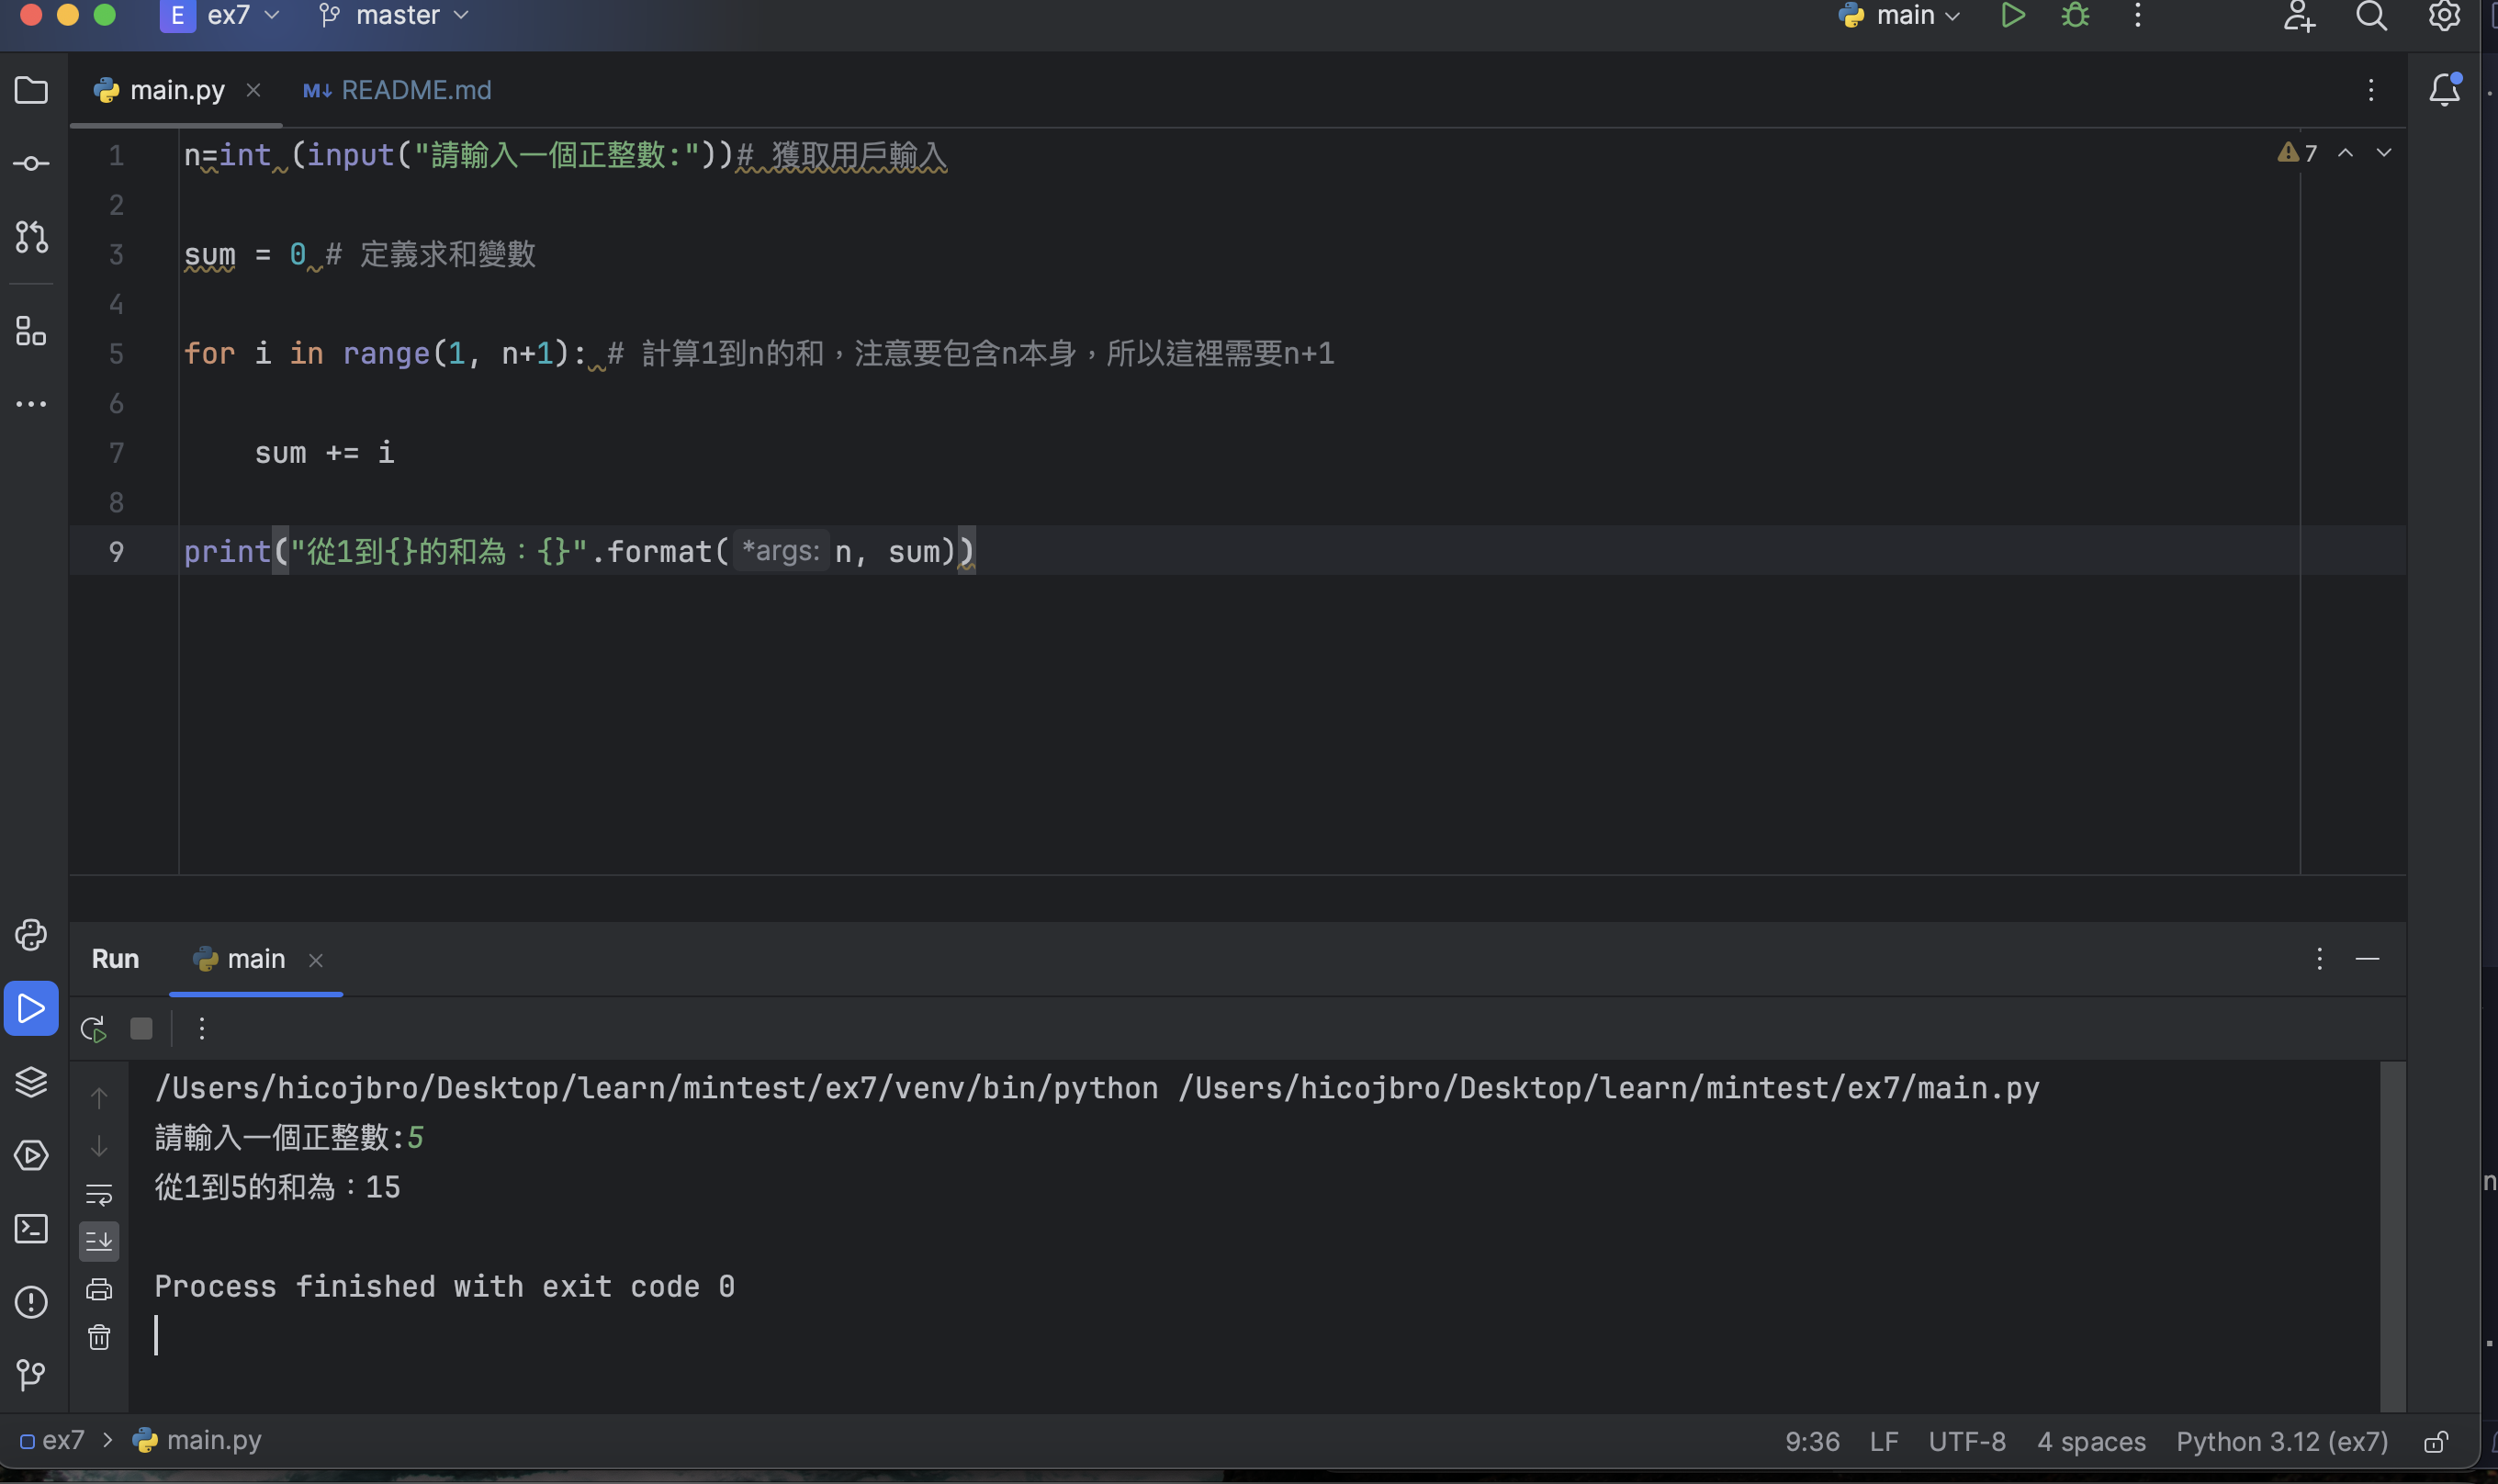 E ex7 master main
main.py M↓ README.md
1 n=int (input("請輸入一個正整數:"))# 獲取用戶輸入
7
2
3 sum = 0 # 定義求和變數
4
5 for i in range(1, n+1): # 計算1到n的和，注意要包含n本身，所以這裡需要n+1
6
7 sum += i
8
9 print("從1到{}的和為：{}".format( *args: n, sum))
Run main
/Users/hicojbro/Desktop/learn/mintest/ex7/venv/bin/python /Users/hicojbro/Desktop/learn/mintest/ex7/main.py
請輸入一個正整數:5
從1到5的和為：15
Process finished with exit code 0
ex7 > main.py 9:36 LF UTF-8 4 spaces Python 3.12 (ex7)